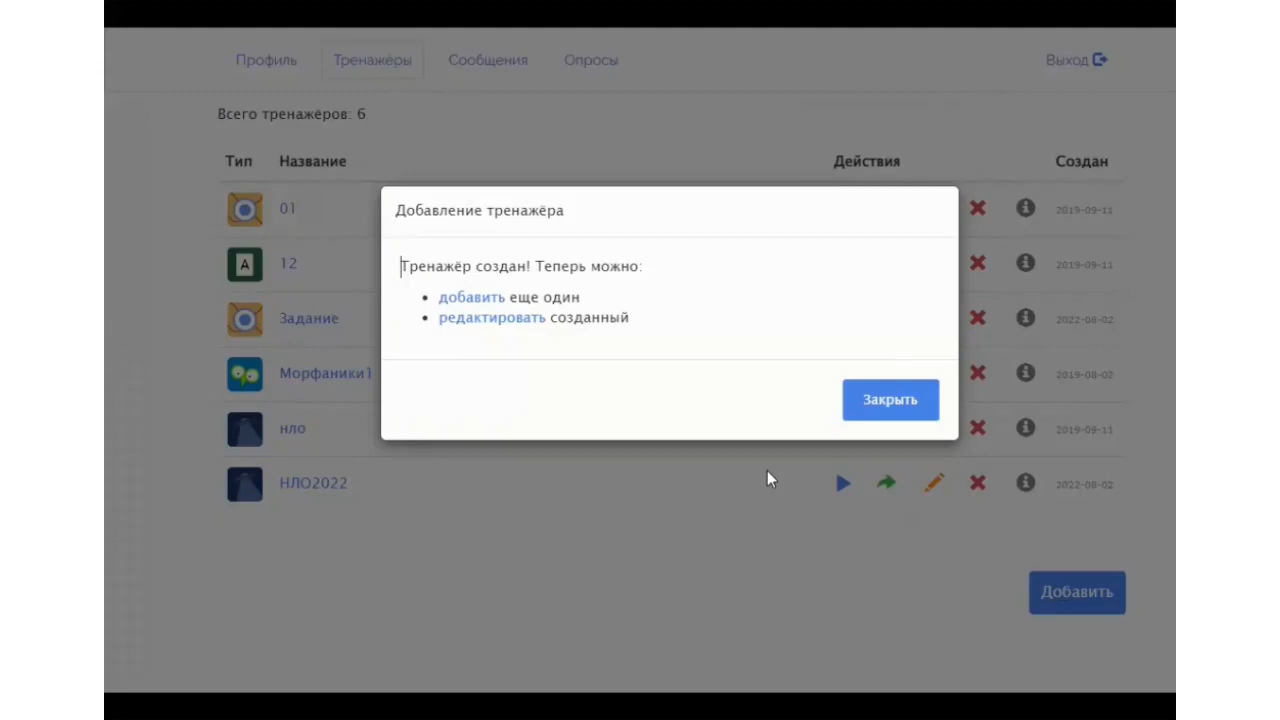 Профиль Тренажёры Сообщения Опросы Выход
Всего тренажёров: 6
Тип Название Действия Создан
01 2019-09-11
12 2019-09-11
Задание 2022-08-02
Морфаники1 2019-08-02
нло 2019-09-11
НЛО2022 2022-08-02
Добавление тренажёра
Тренажёр создан! Теперь можно:
• добавить еще один
• редактировать созданный
Закрыть
Добавить